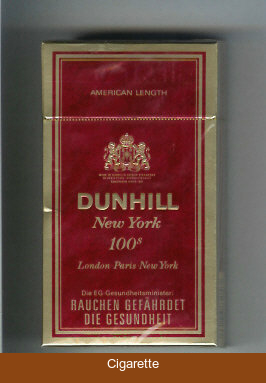 AMERICAN LENGTH
DUNHILL
New York
100s
London Paris New York
Die EG Gesundheitsminister:
RAUCHEN GEFÄHRDET
DIE GESUNDHEIT
Cigarette